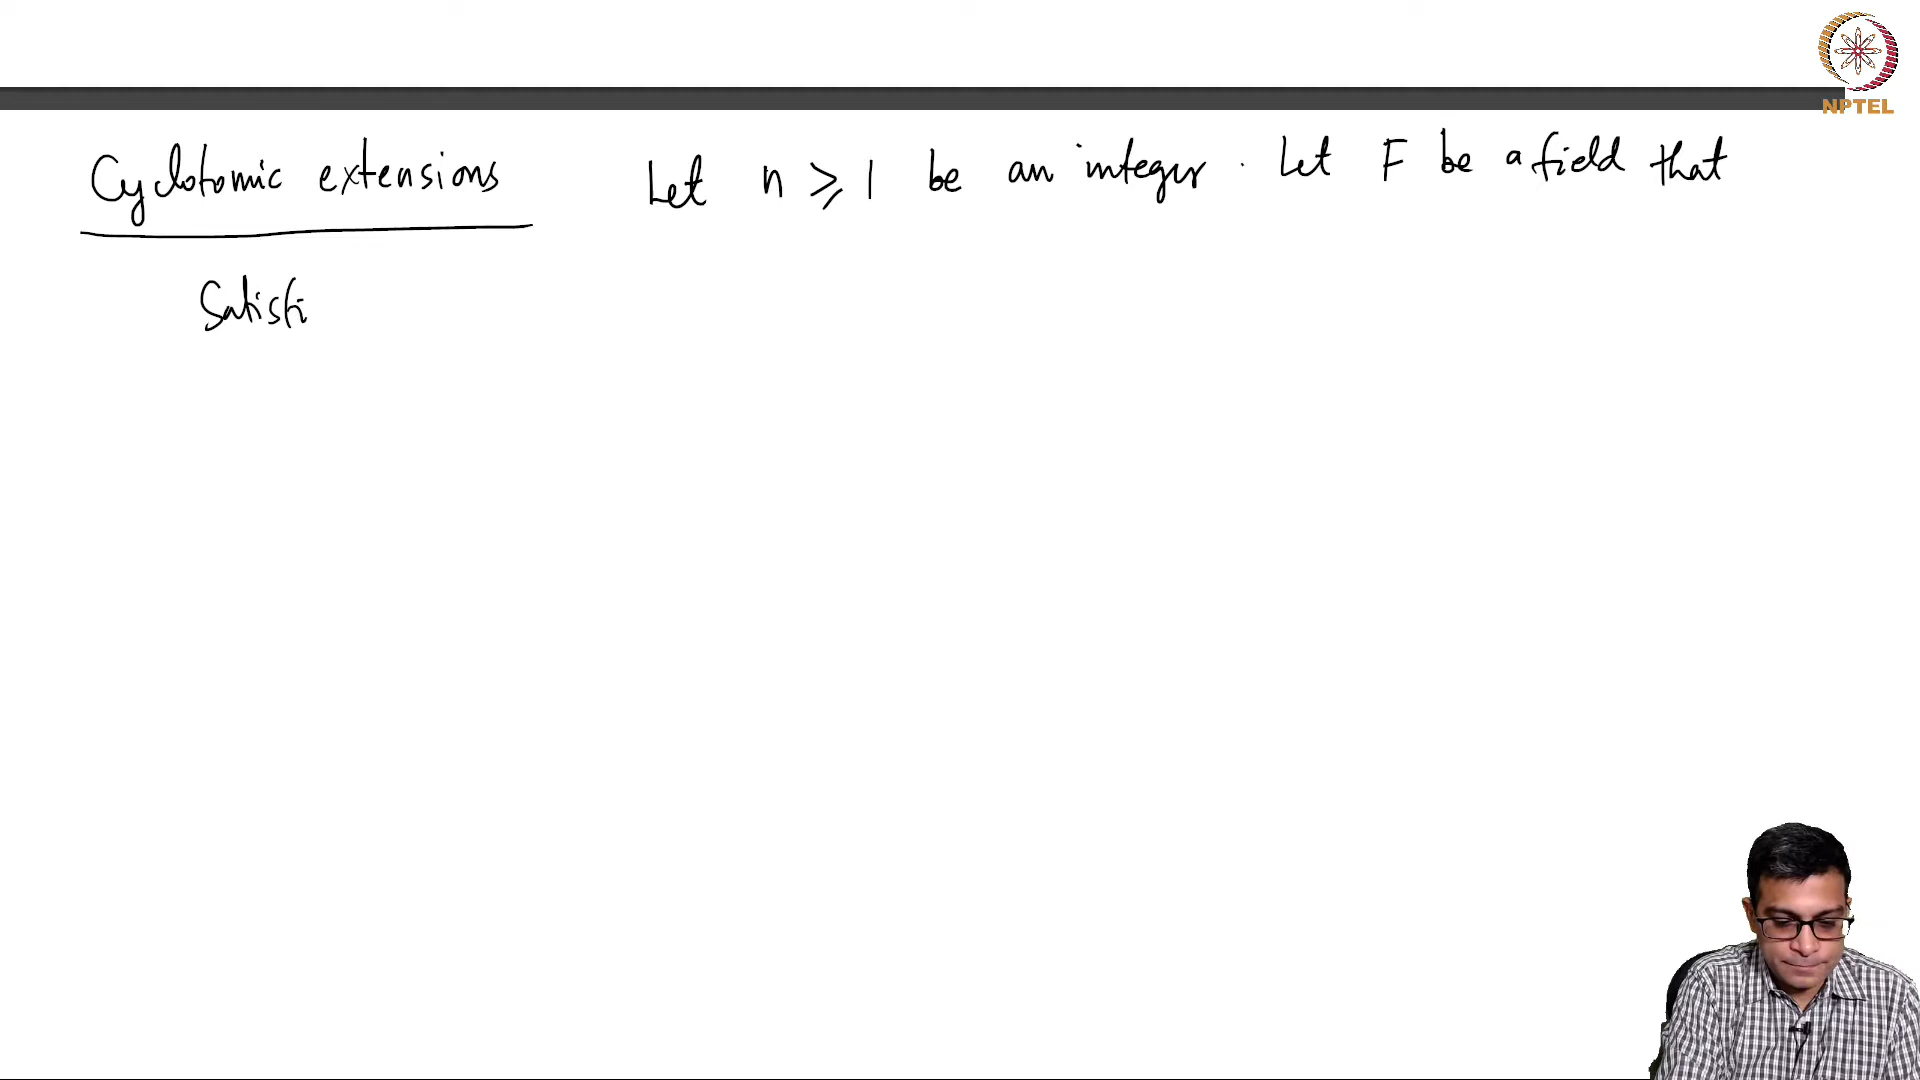 NPTEL
Cyclotomic extensions Let n ⩾ 1 be an integer. Let F be a field that
Satisfi